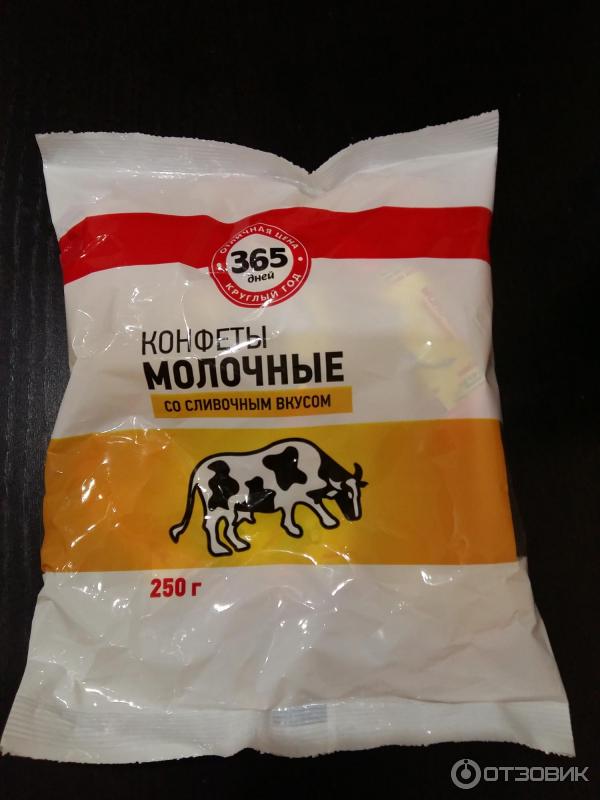 ОТЛИЧНАЯ ЦЕНА
365
дней
КРУГЛЫЙ ГОД
КОНФЕТЫ
МОЛОЧНЫЕ
СО СЛИВОЧНЫМ ВКУСОМ
250 г
ОТЗОВИК